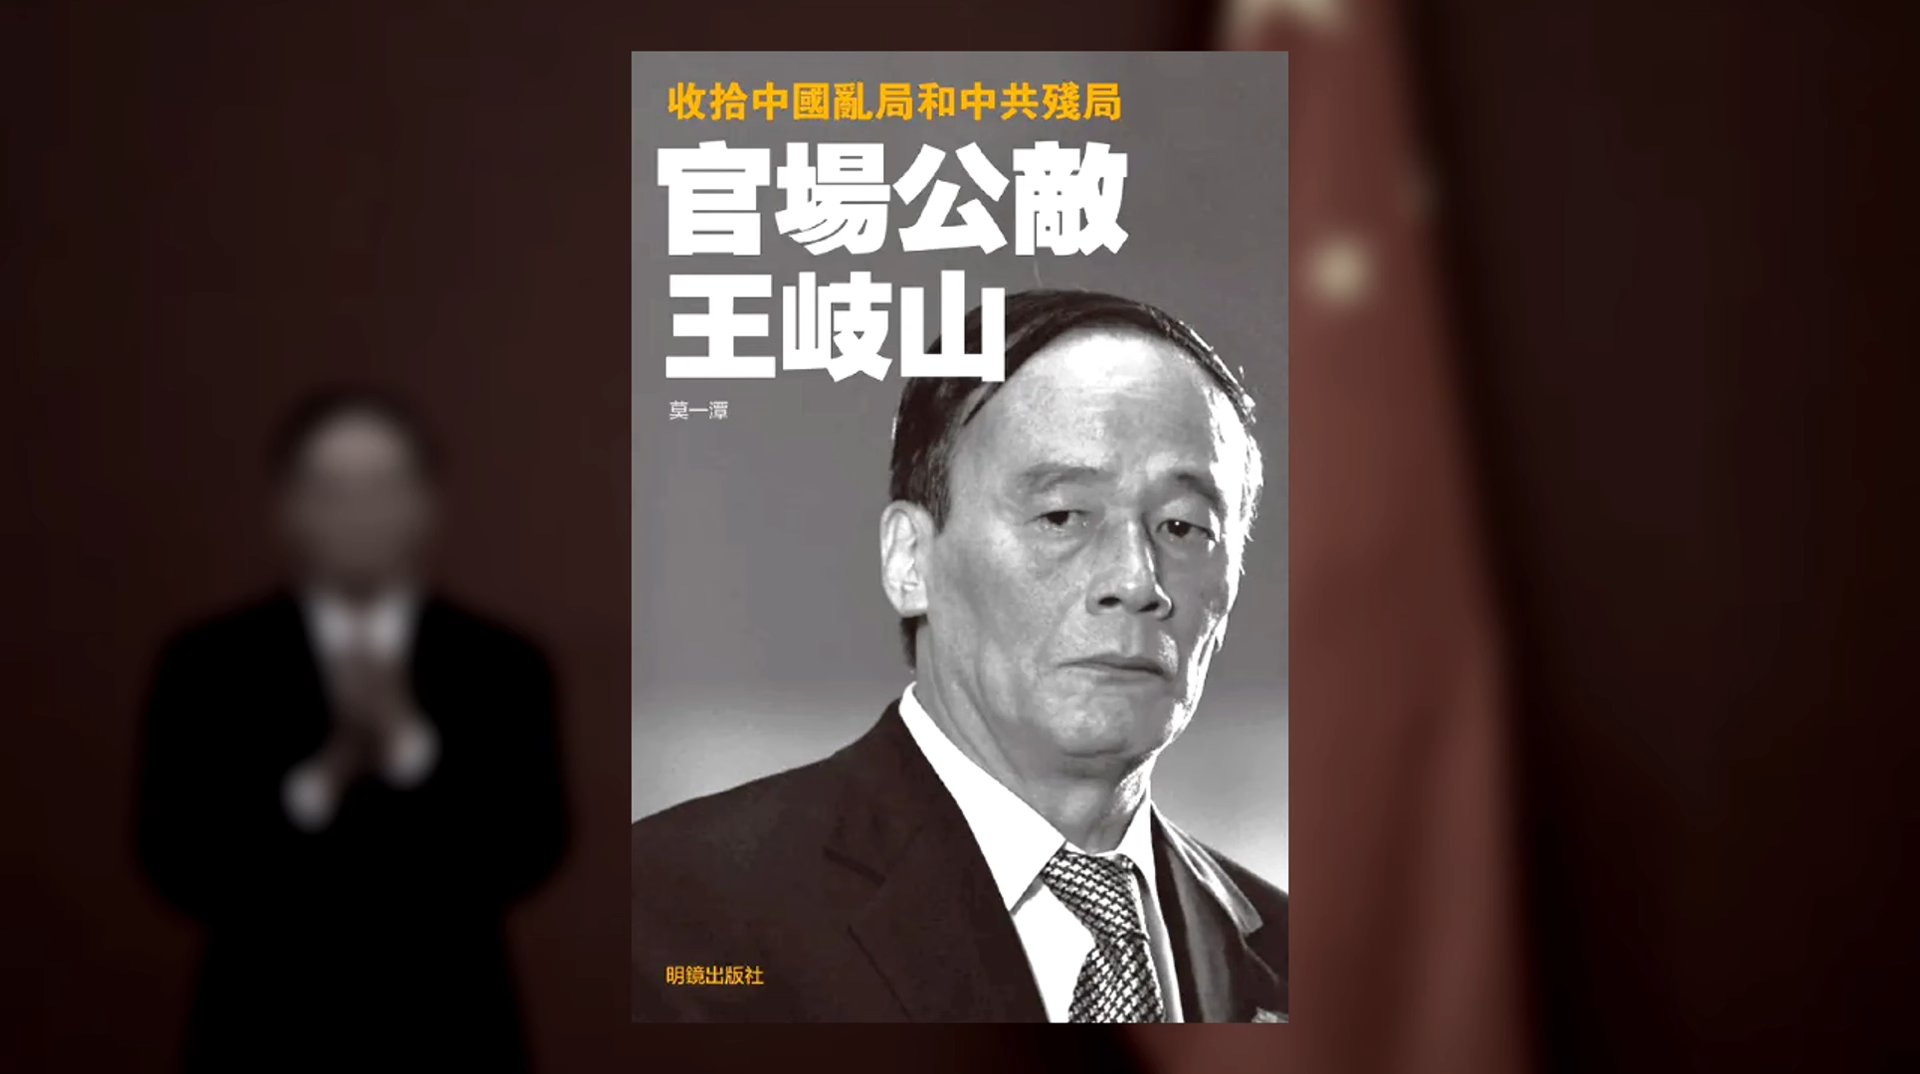 收拾中國亂局和中共殘局
官場公敵
王岐山
莫一潭
明鏡出版社